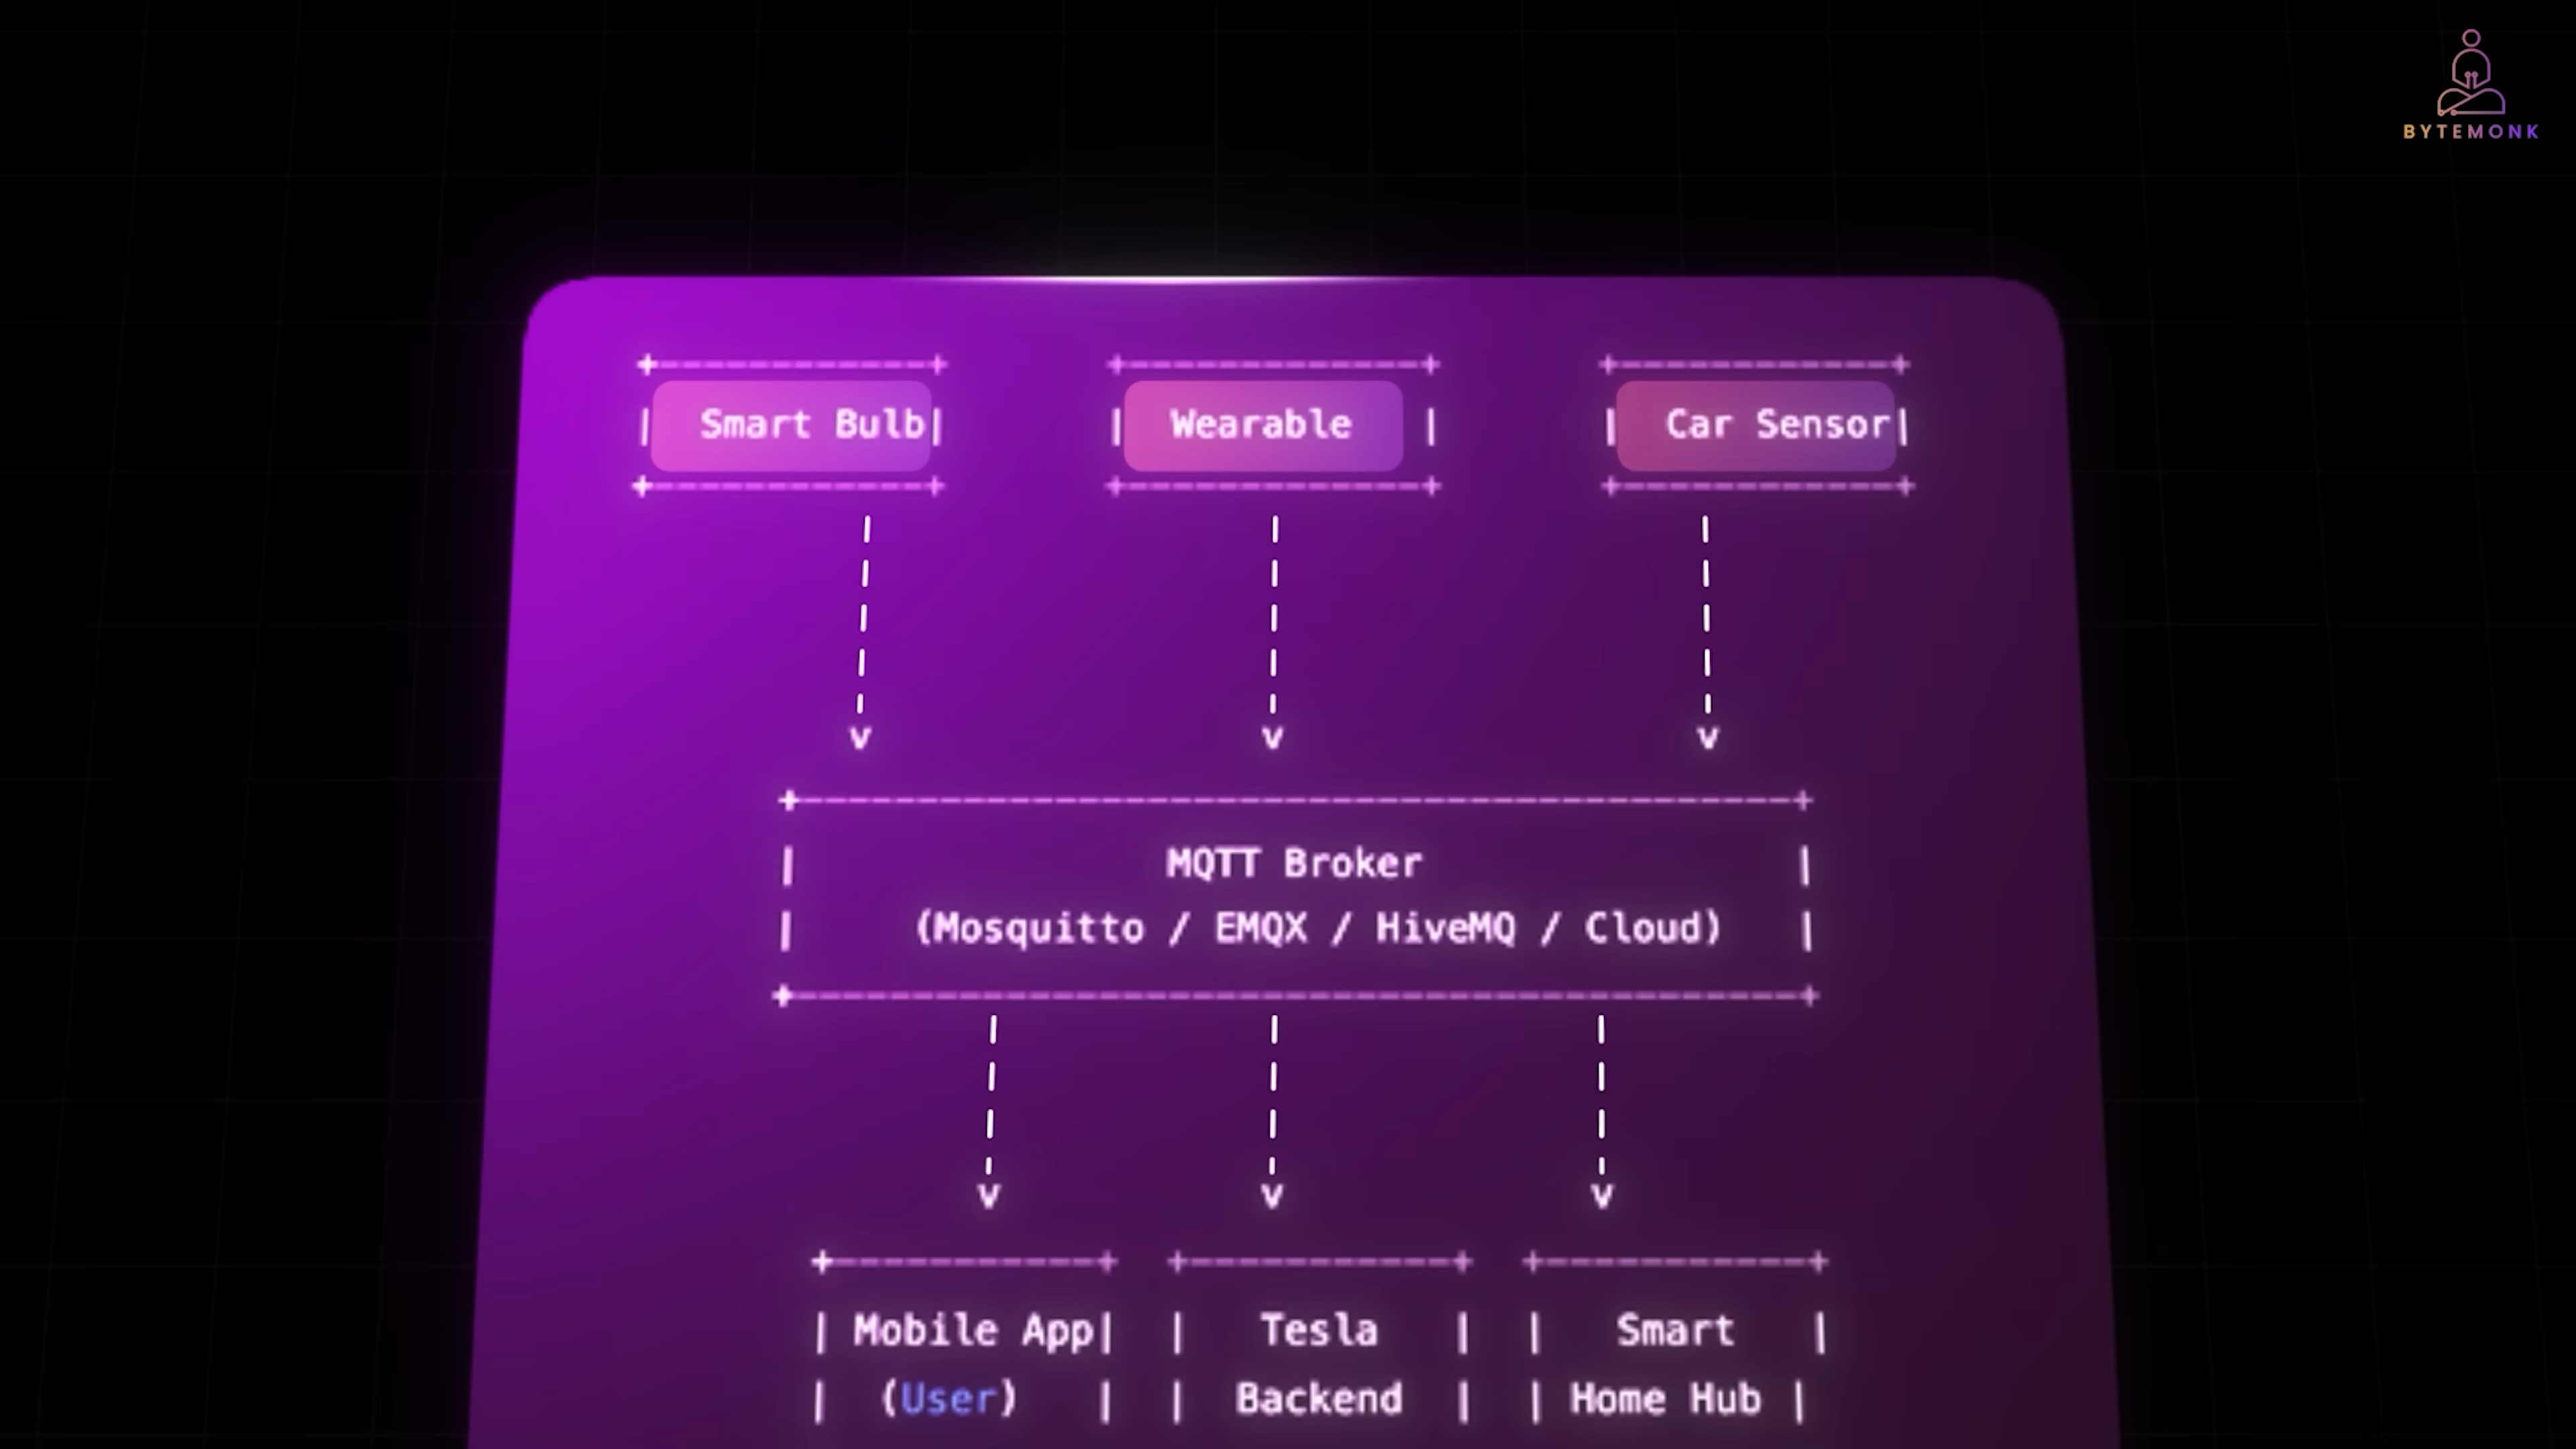 BYTEMONK
Smart Bulb
Wearable
Car Sensor
MQTT Broker
(Mosquitto / EMQX / HiveMQ / Cloud)
Mobile App
(User)
Tesla
Backend
Smart
Home Hub